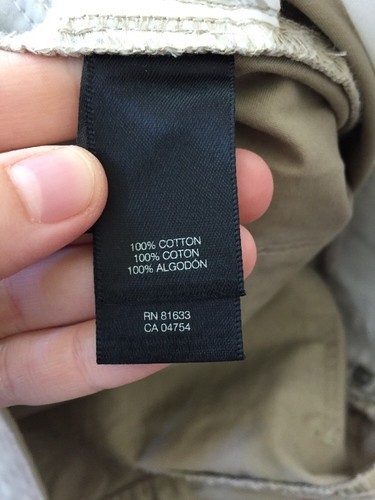 100% COTTON
100% COTON
100% ALGODÓN
RN 81633
CA 04754